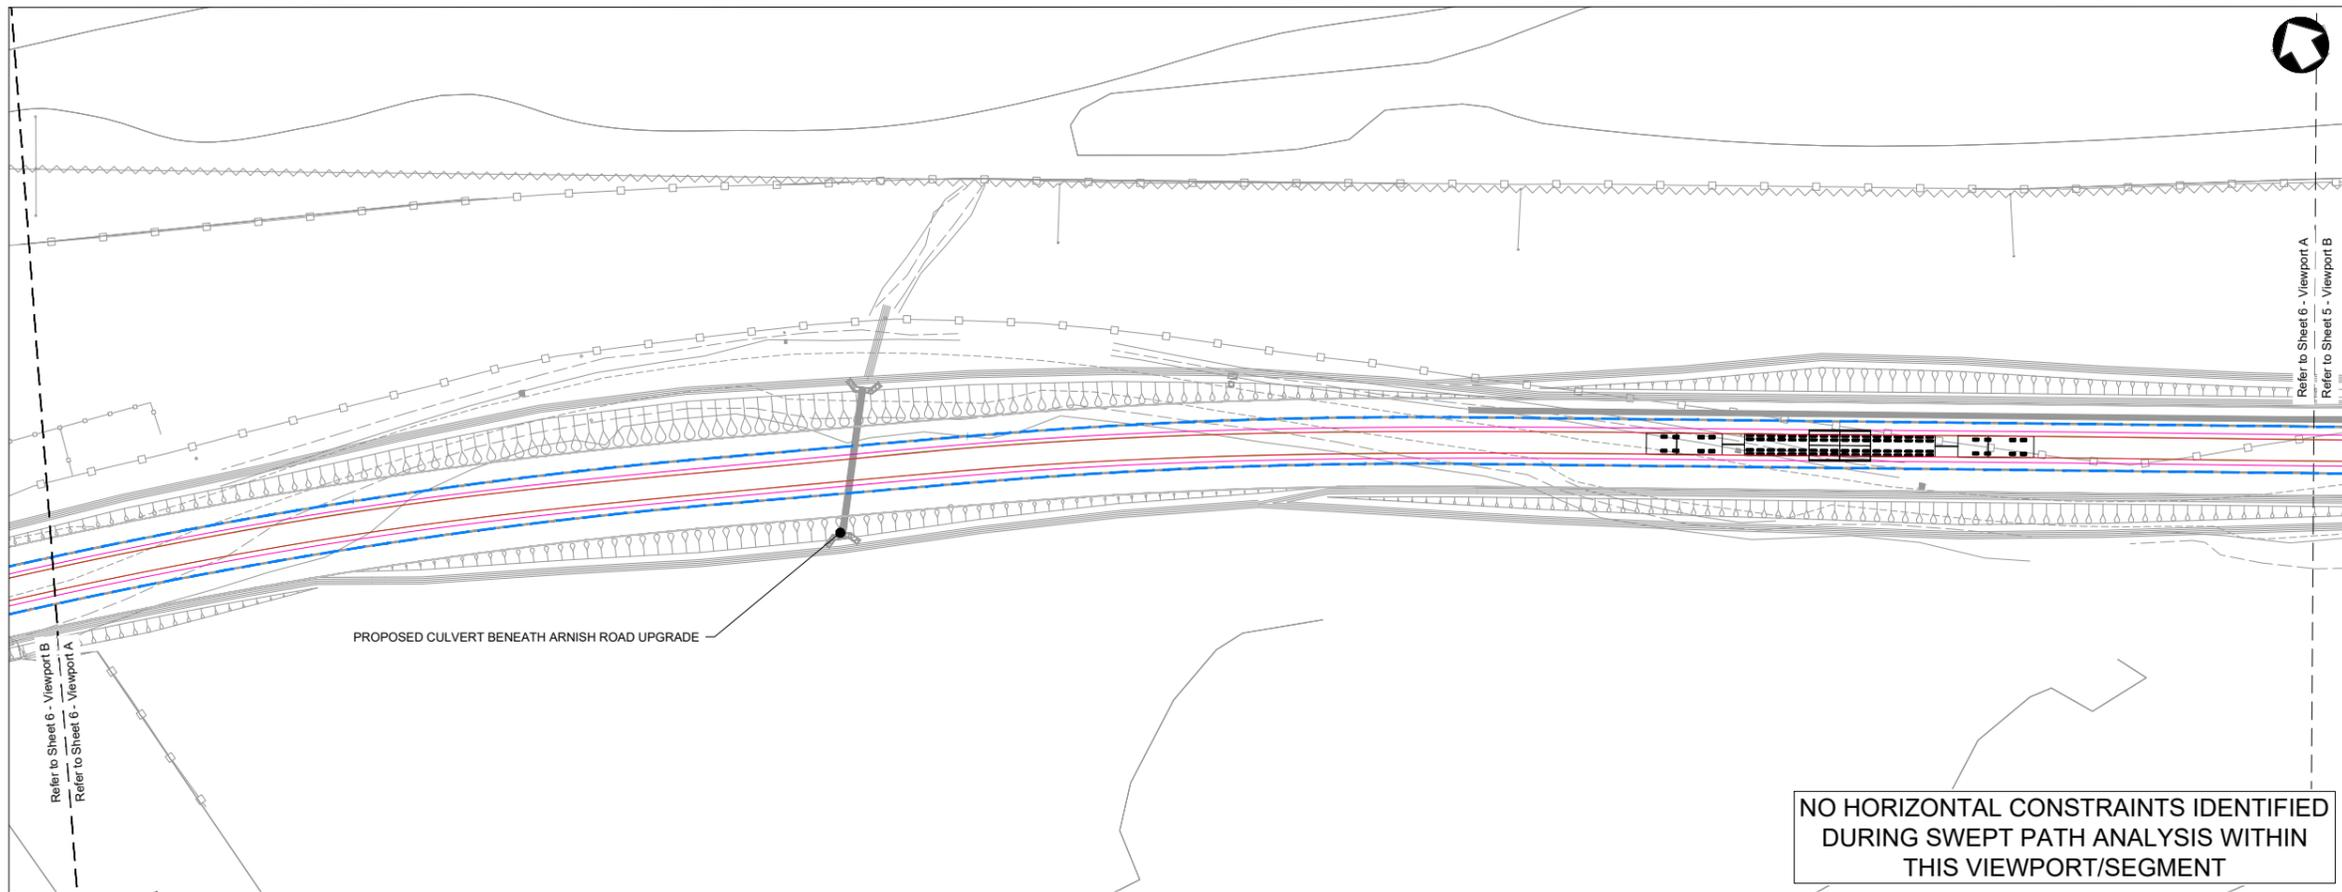 Refer to Sheet 6 - Viewport A
Refer to Sheet 5 - Viewport B
PROPOSED CULVERT BENEATH ARNISH ROAD UPGRADE
Refer to Sheet 6 - Viewport B
Refer to Sheet 6 - Viewport A
NO HORIZONTAL CONSTRAINTS IDENTIFIED
DURING SWEPT PATH ANALYSIS WITHIN
THIS VIEWPORT/SEGMENT